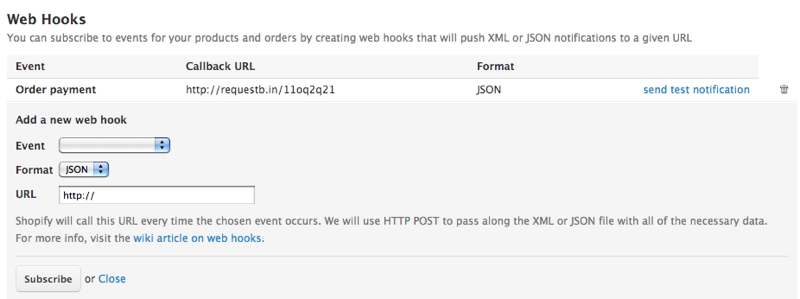 Web Hooks
You can subscribe to events for your products and orders by creating web hooks that will push XML or JSON notifications to a given URL
Event Callback URL Format
Order payment http://requestb.in/11oq2q21 JSON send test notification
Add a new web hook
Event
Format JSON
URL http://
Shopify will call this URL every time the chosen event occurs. We will use HTTP POST to pass along the XML or JSON file with all of the necessary data.
For more info, visit the wiki article on web hooks.
Subscribe or Close